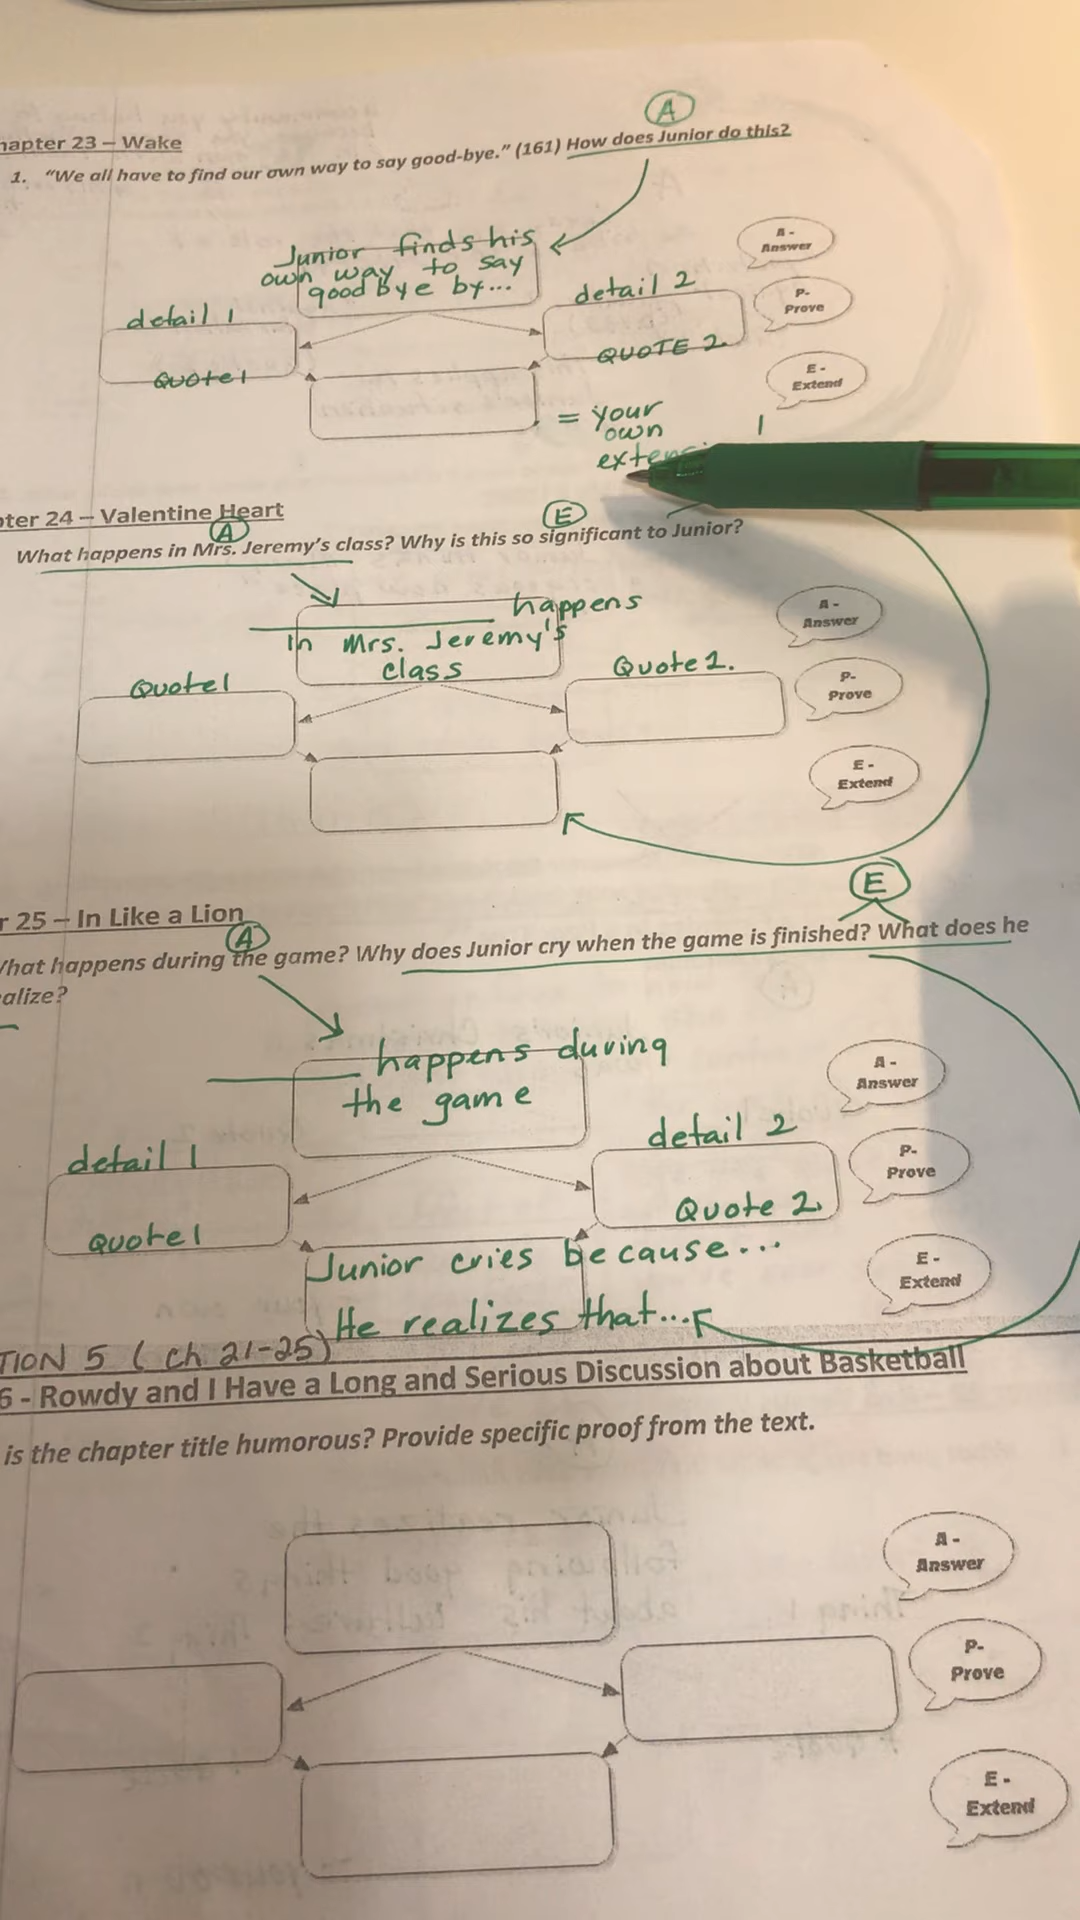 hapter 23 – Wake
A
1. "We all have to find our own way to say good-bye." (161) How does Junior do this?
Junior finds his
own way to say
goodbye by...
A -
Answer
detail 1
detail 2
P-
Prove
Quote 1
QUOTE 2.
E -
Extend
= your
own
pter 24 – Valentine Heart
A
E
What happens in Mrs. Jeremy's class? Why is this so significant to Junior?
happens
in Mrs. Jeremy's
class
A -
Answer
Quote 1
Quote 2.
P-
Prove
E -
Extend
E
r 25 – In Like a Lion
A
What happens during the game? Why does Junior cry when the game is finished? What does he
alize?
happens during
the game
A -
Answer
detail 1
detail 2
P-
Prove
Quote 1
Quote 2.
Junior cries because...
E -
Extend
He realizes that...
TION 5 ( Ch 21-25)
6 - Rowdy and I Have a Long and Serious Discussion about Basketball
is the chapter title humorous? Provide specific proof from the text.
A -
Answer
P-
Prove
E -
Extend